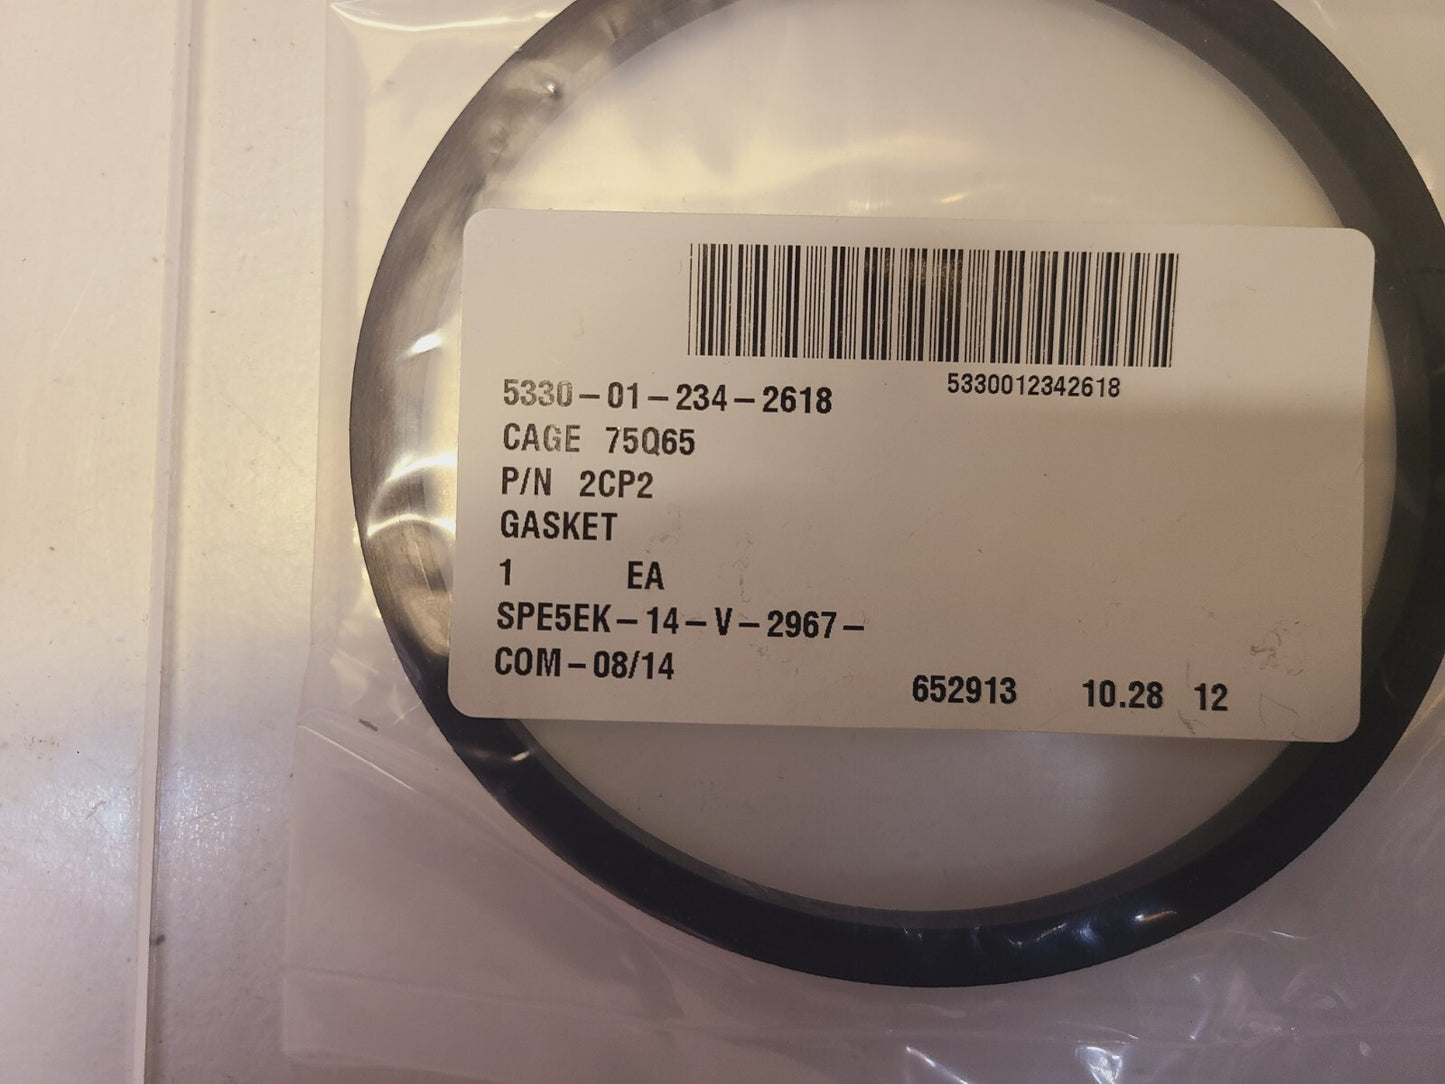 5330012342618
5330-01-234-2618
CAGE 75Q65
P/N 2CP2
GASKET
1 EA
SPE5EK-14-V-2967-
COM-08/14
652913 10.28 12